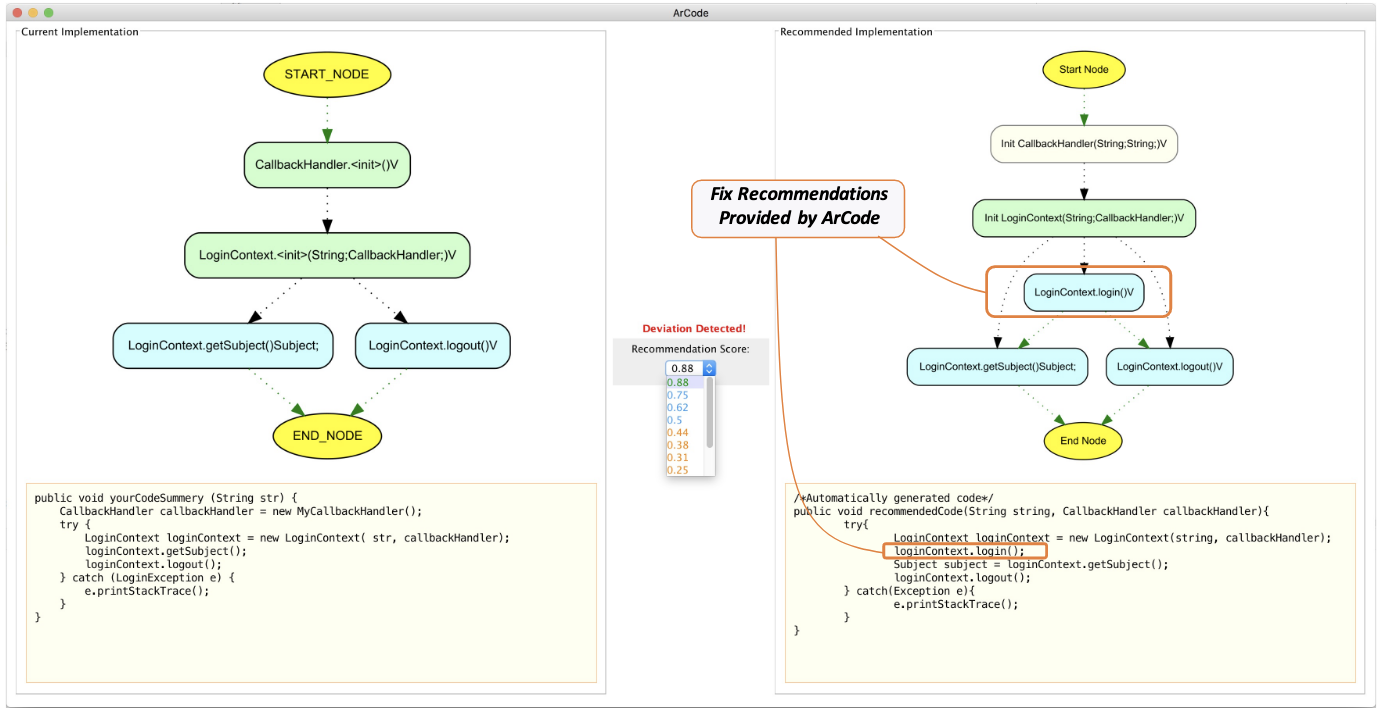 ArCode
Current Implementation
START_NODE
CallbackHandler.<init>()V
LoginContext.<init>(String;CallbackHandler;)V
LoginContext.getSubject()Subject;
LoginContext.logout()V
END_NODE
public void yourCodeSummery (String str) {
    CallbackHandler callbackHandler = new MyCallbackHandler();
    try {
        LoginContext loginContext = new LoginContext( str, callbackHandler);
        loginContext.getSubject();
        loginContext.logout();
    } catch (LoginException e) {
        e.printStackTrace();
    }
}
Deviation Detected!
Recommendation Score:
0.88
0.88
0.75
0.62
0.5
0.44
0.38
0.31
0.25
Fix Recommendations
Provided by ArCode
Recommended Implementation
Start Node
Init CallbackHandler(String;String;)V
Init LoginContext(String;CallbackHandler;)V
LoginContext.login()V
LoginContext.getSubject()Subject;
LoginContext.logout()V
End Node
/*Automatically generated code*/
public void recommendedCode(String string, CallbackHandler callbackHandler){
        try{
                LoginContext loginContext = new LoginContext(string, callbackHandler);
                loginContext.login();
                Subject subject = loginContext.getSubject();
                loginContext.logout();
        } catch(Exception e){
                e.printStackTrace();
        }
}